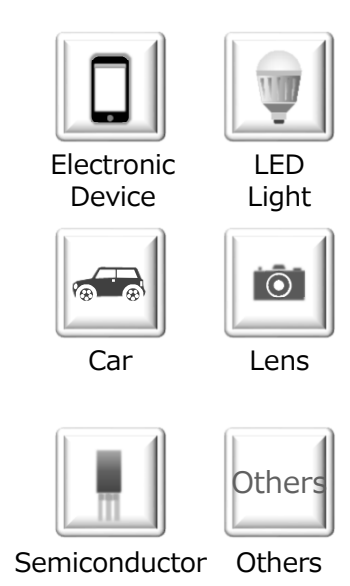 Electronic
Device
LED
Light
Car
Lens
Others
Semiconductor
Others